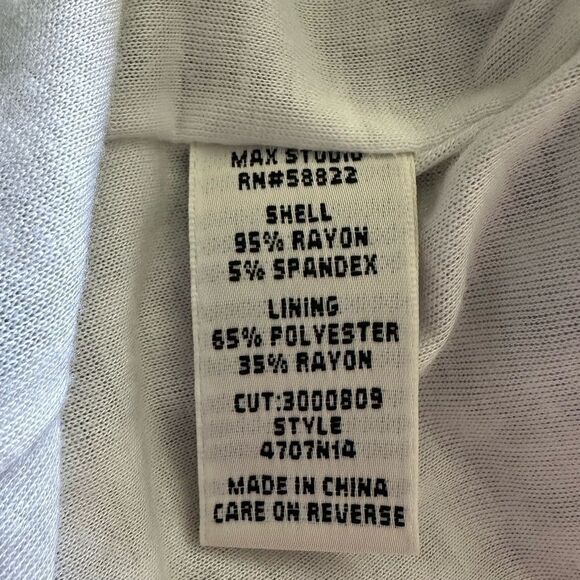 MAX STUDIO
RN#58822
SHELL
95% RAYON
5% SPANDEX
LINING
65% POLYESTER
35% RAYON
CUT:3000809
STYLE
4707N14
MADE IN CHINA
CARE ON REVERSE